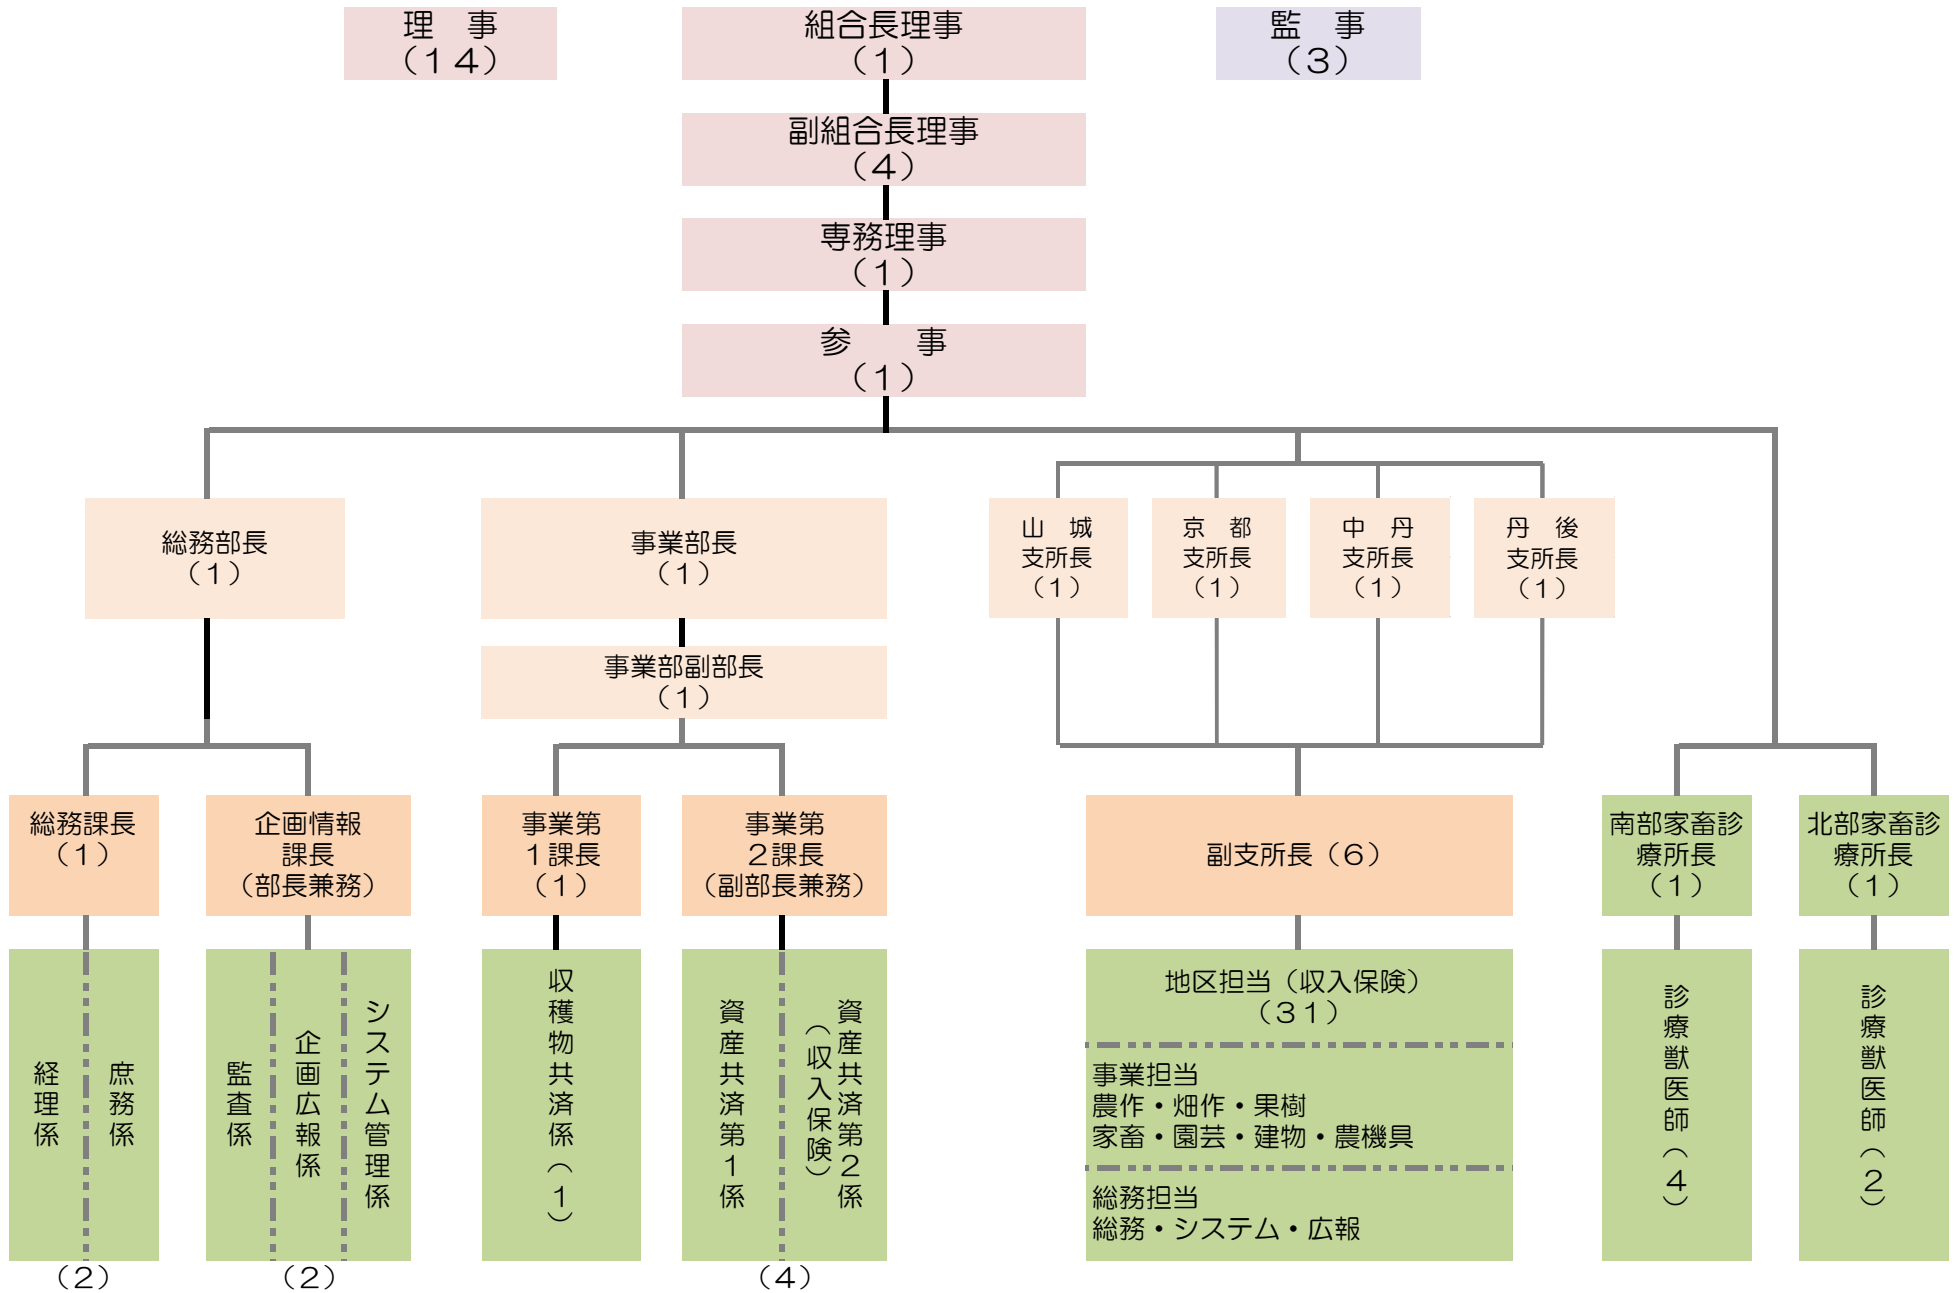 理　事
（１４）
組合長理事
（１）
監　事
（３）
副組合長理事
（４）
専務理事
（１）
参　　事
（１）
総務部長
（１）
事業部長
（１）
事業部副部長
（１）
山　城
支所長
（１）
京　都
支所長
（１）
中　丹
支所長
（１）
丹　後
支所長
（１）
総務課長
（１）
企画情報
課長
（部長兼務）
事業第
１課長
（１）
事業第
２課長
（副部長兼務）
副支所長（６）
南部家畜診
療所長
（１）
北部家畜診
療所長
（１）
経理係
庶務係
（２）
監査係
企画広報係
システム管理係
（２）
収穫物共済係（１）
資産共済第１係
資産共済第２係
（収入保険）
（４）
地区担当（収入保険）
（３１）
事業担当
農作・畑作・果樹
家畜・園芸・建物・農機具
総務担当
総務・システム・広報
診療獣医師（４）
診療獣医師（２）